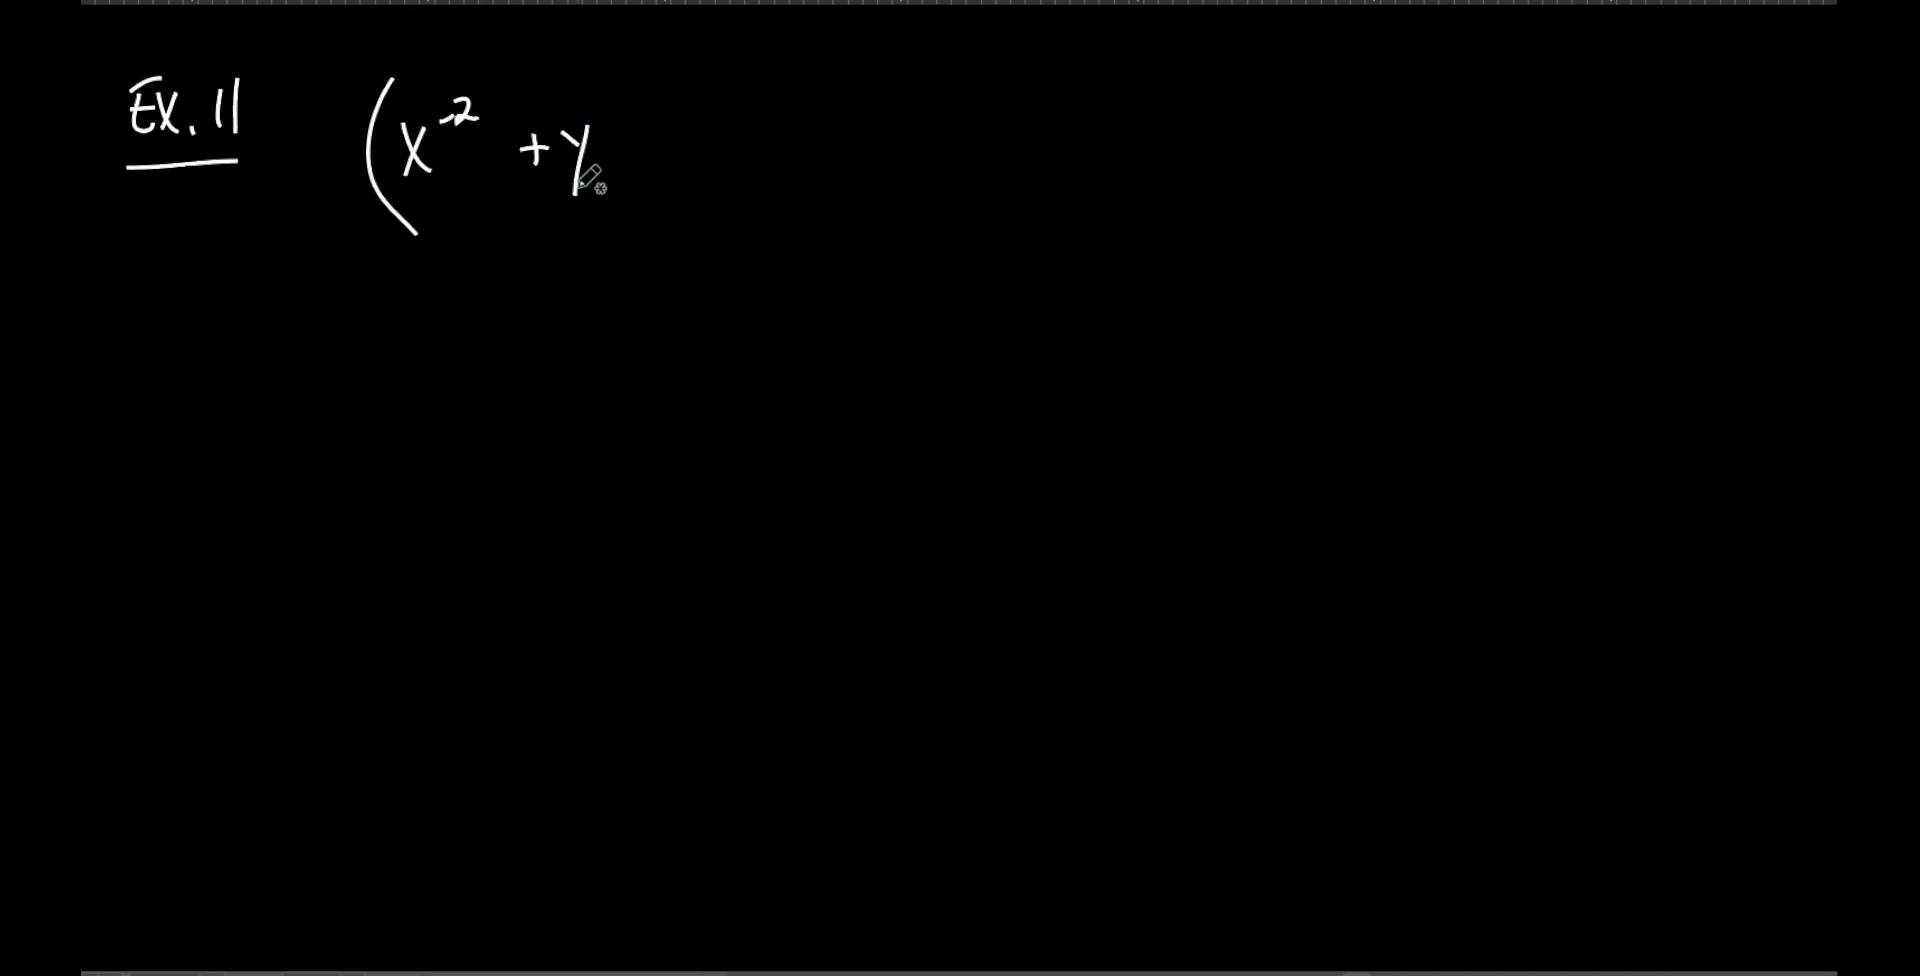 Ex. 11 (x⁻² + y